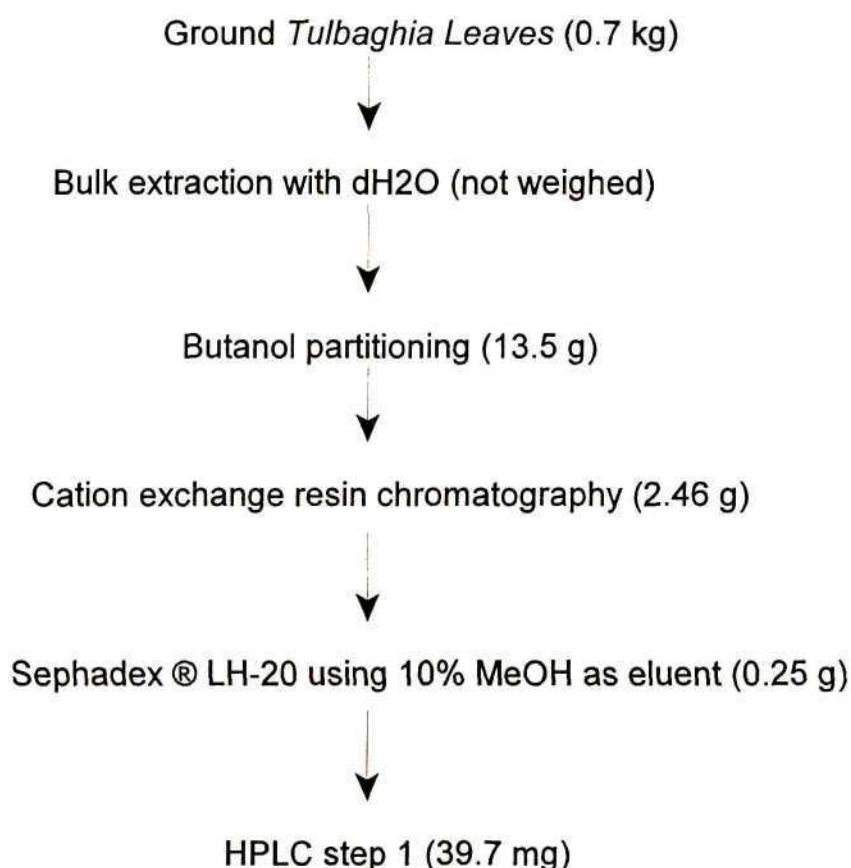 Ground Tulbaghia Leaves (0.7 kg)
Bulk extraction with dH2O (not weighed)
Butanol partitioning (13.5 g)
Cation exchange resin chromatography (2.46 g)
Sephadex ® LH-20 using 10% MeOH as eluent (0.25 g)
HPLC step 1 (39.7 mg)